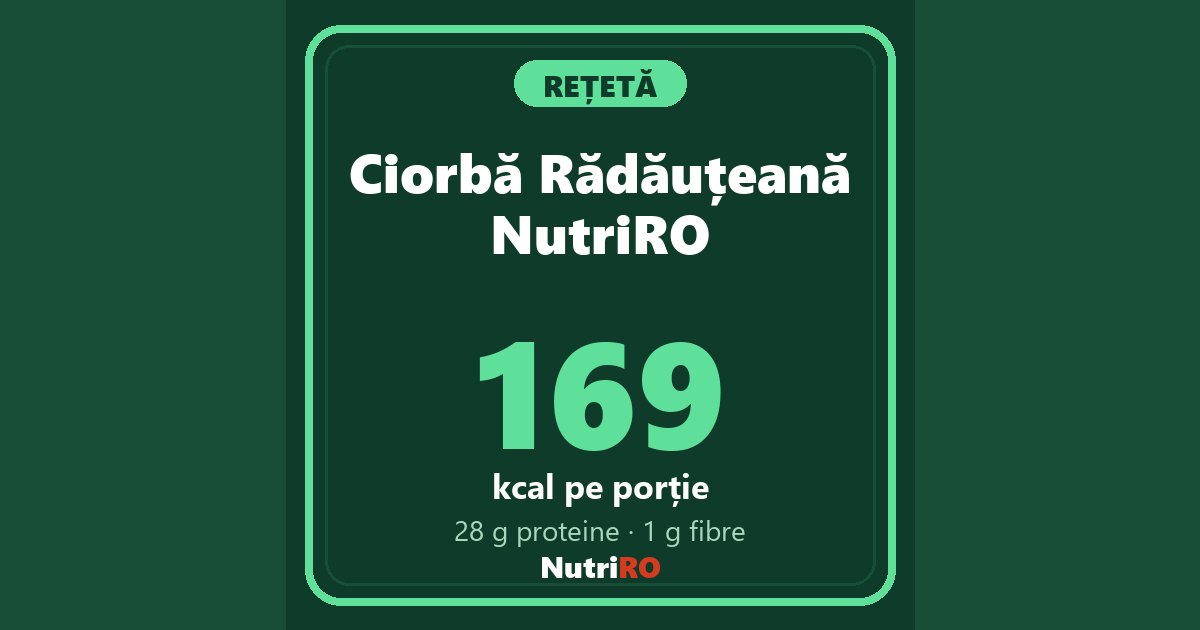 REȚETĂ
Ciorbă Rădăuțeană
NutriRO
169
kcal pe porție
28 g proteine · 1 g fibre
NutriRO